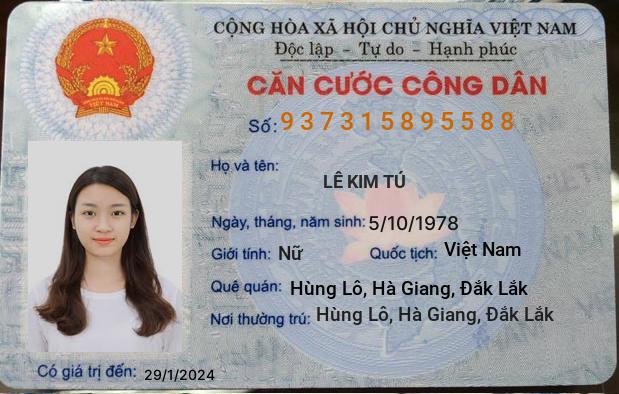 CỘNG HÒA XÃ HỘI CHỦ NGHĨA VIỆT NAM
Độc lập - Tự do - Hạnh phúc
CĂN CƯỚC CÔNG DÂN
Số: 937315895588
Họ và tên:
LÊ KIM TÚ
Ngày, tháng, năm sinh: 5/10/1978
Giới tính: Nữ Quốc tịch: Việt Nam
Quê quán: Hùng Lô, Hà Giang, Đắk Lắk
Nơi thường trú: Hùng Lô, Hà Giang, Đắk Lắk
Có giá trị đến: 29/1/2024
VIỆT NAM